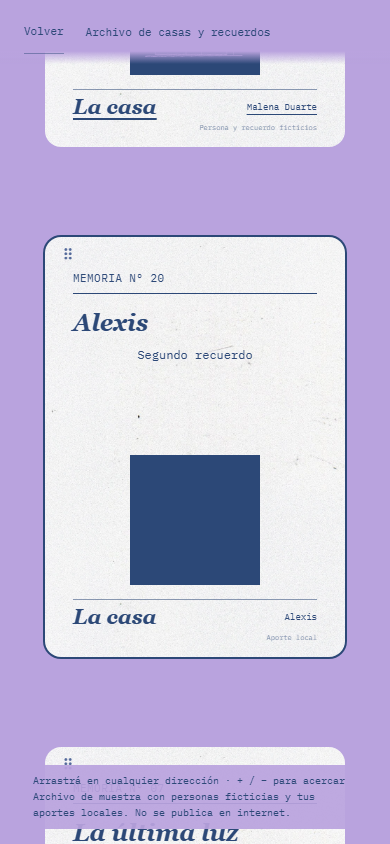 Volver
Archivo de casas y recuerdos
La casa
Malena Duarte
Persona y recuerdo ficticios
MEMORIA Nº 20
Alexis
Segundo recuerdo
La casa
Alexis
Aporte local
Arrastrá en cualquier dirección · + / − para acercar
Archivo de muestra con personas ficticias y tus
aportes locales. No se publica en internet.
La última luz